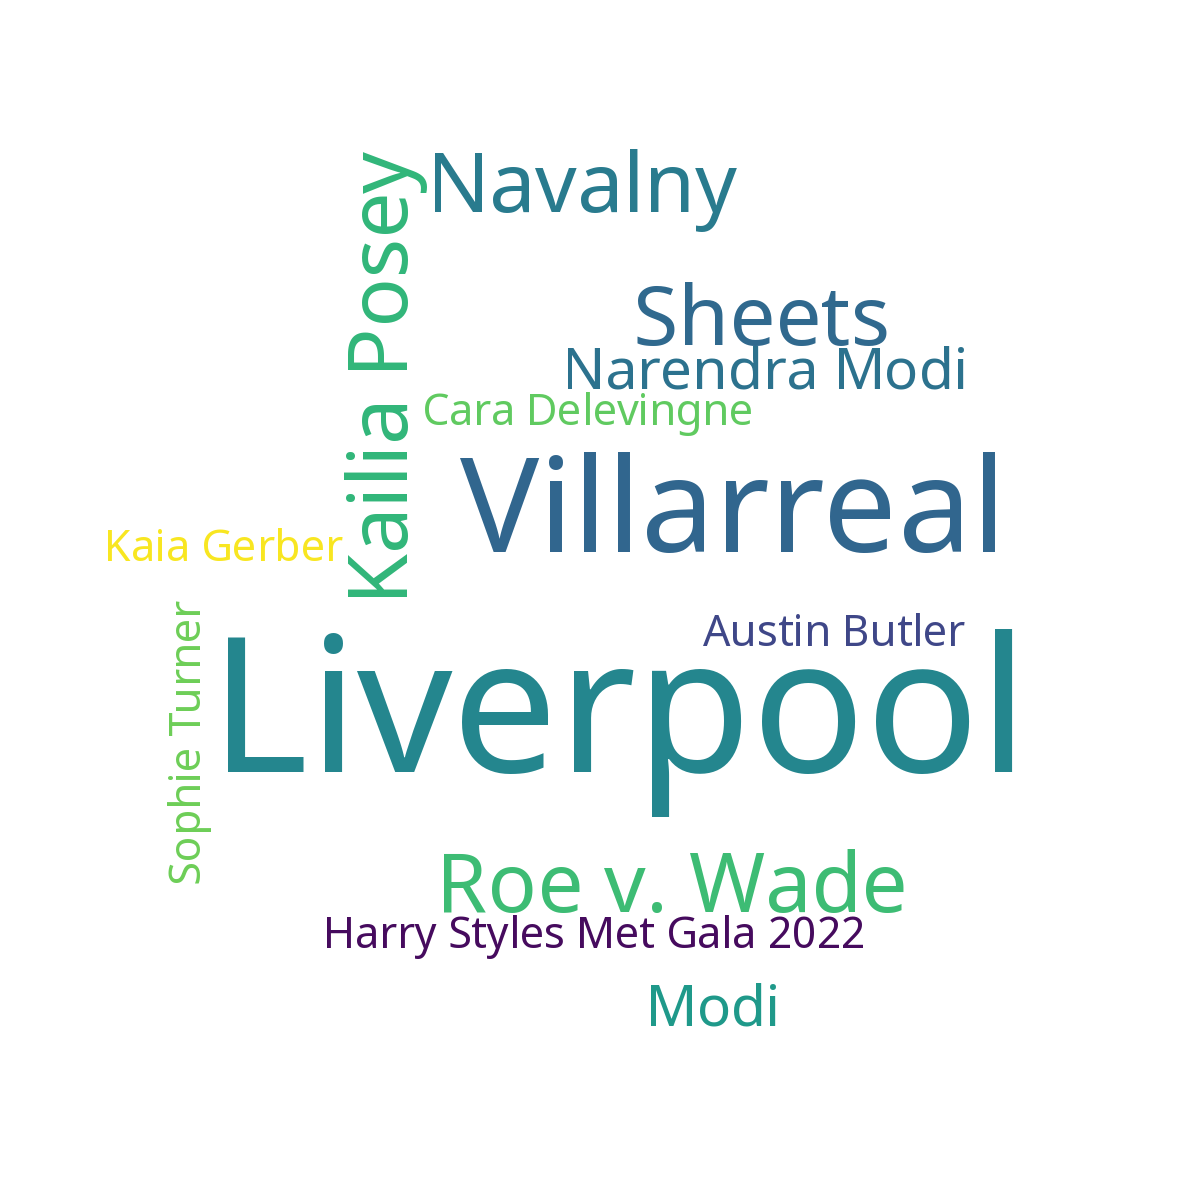 Navalny
Kailia Posey
Sheets
Narendra Modi
Cara Delevingne
Villarreal
Kaia Gerber
Austin Butler
Sophie Turner
Liverpool
Roe v. Wade
Harry Styles Met Gala 2022
Modi